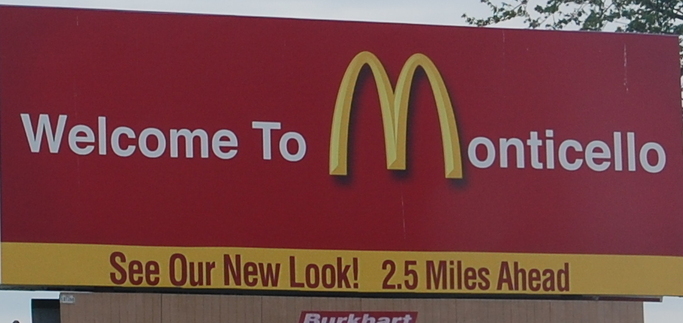 Welcome To Monticello
See Our New Look! 2.5 Miles Ahead
Burkhart